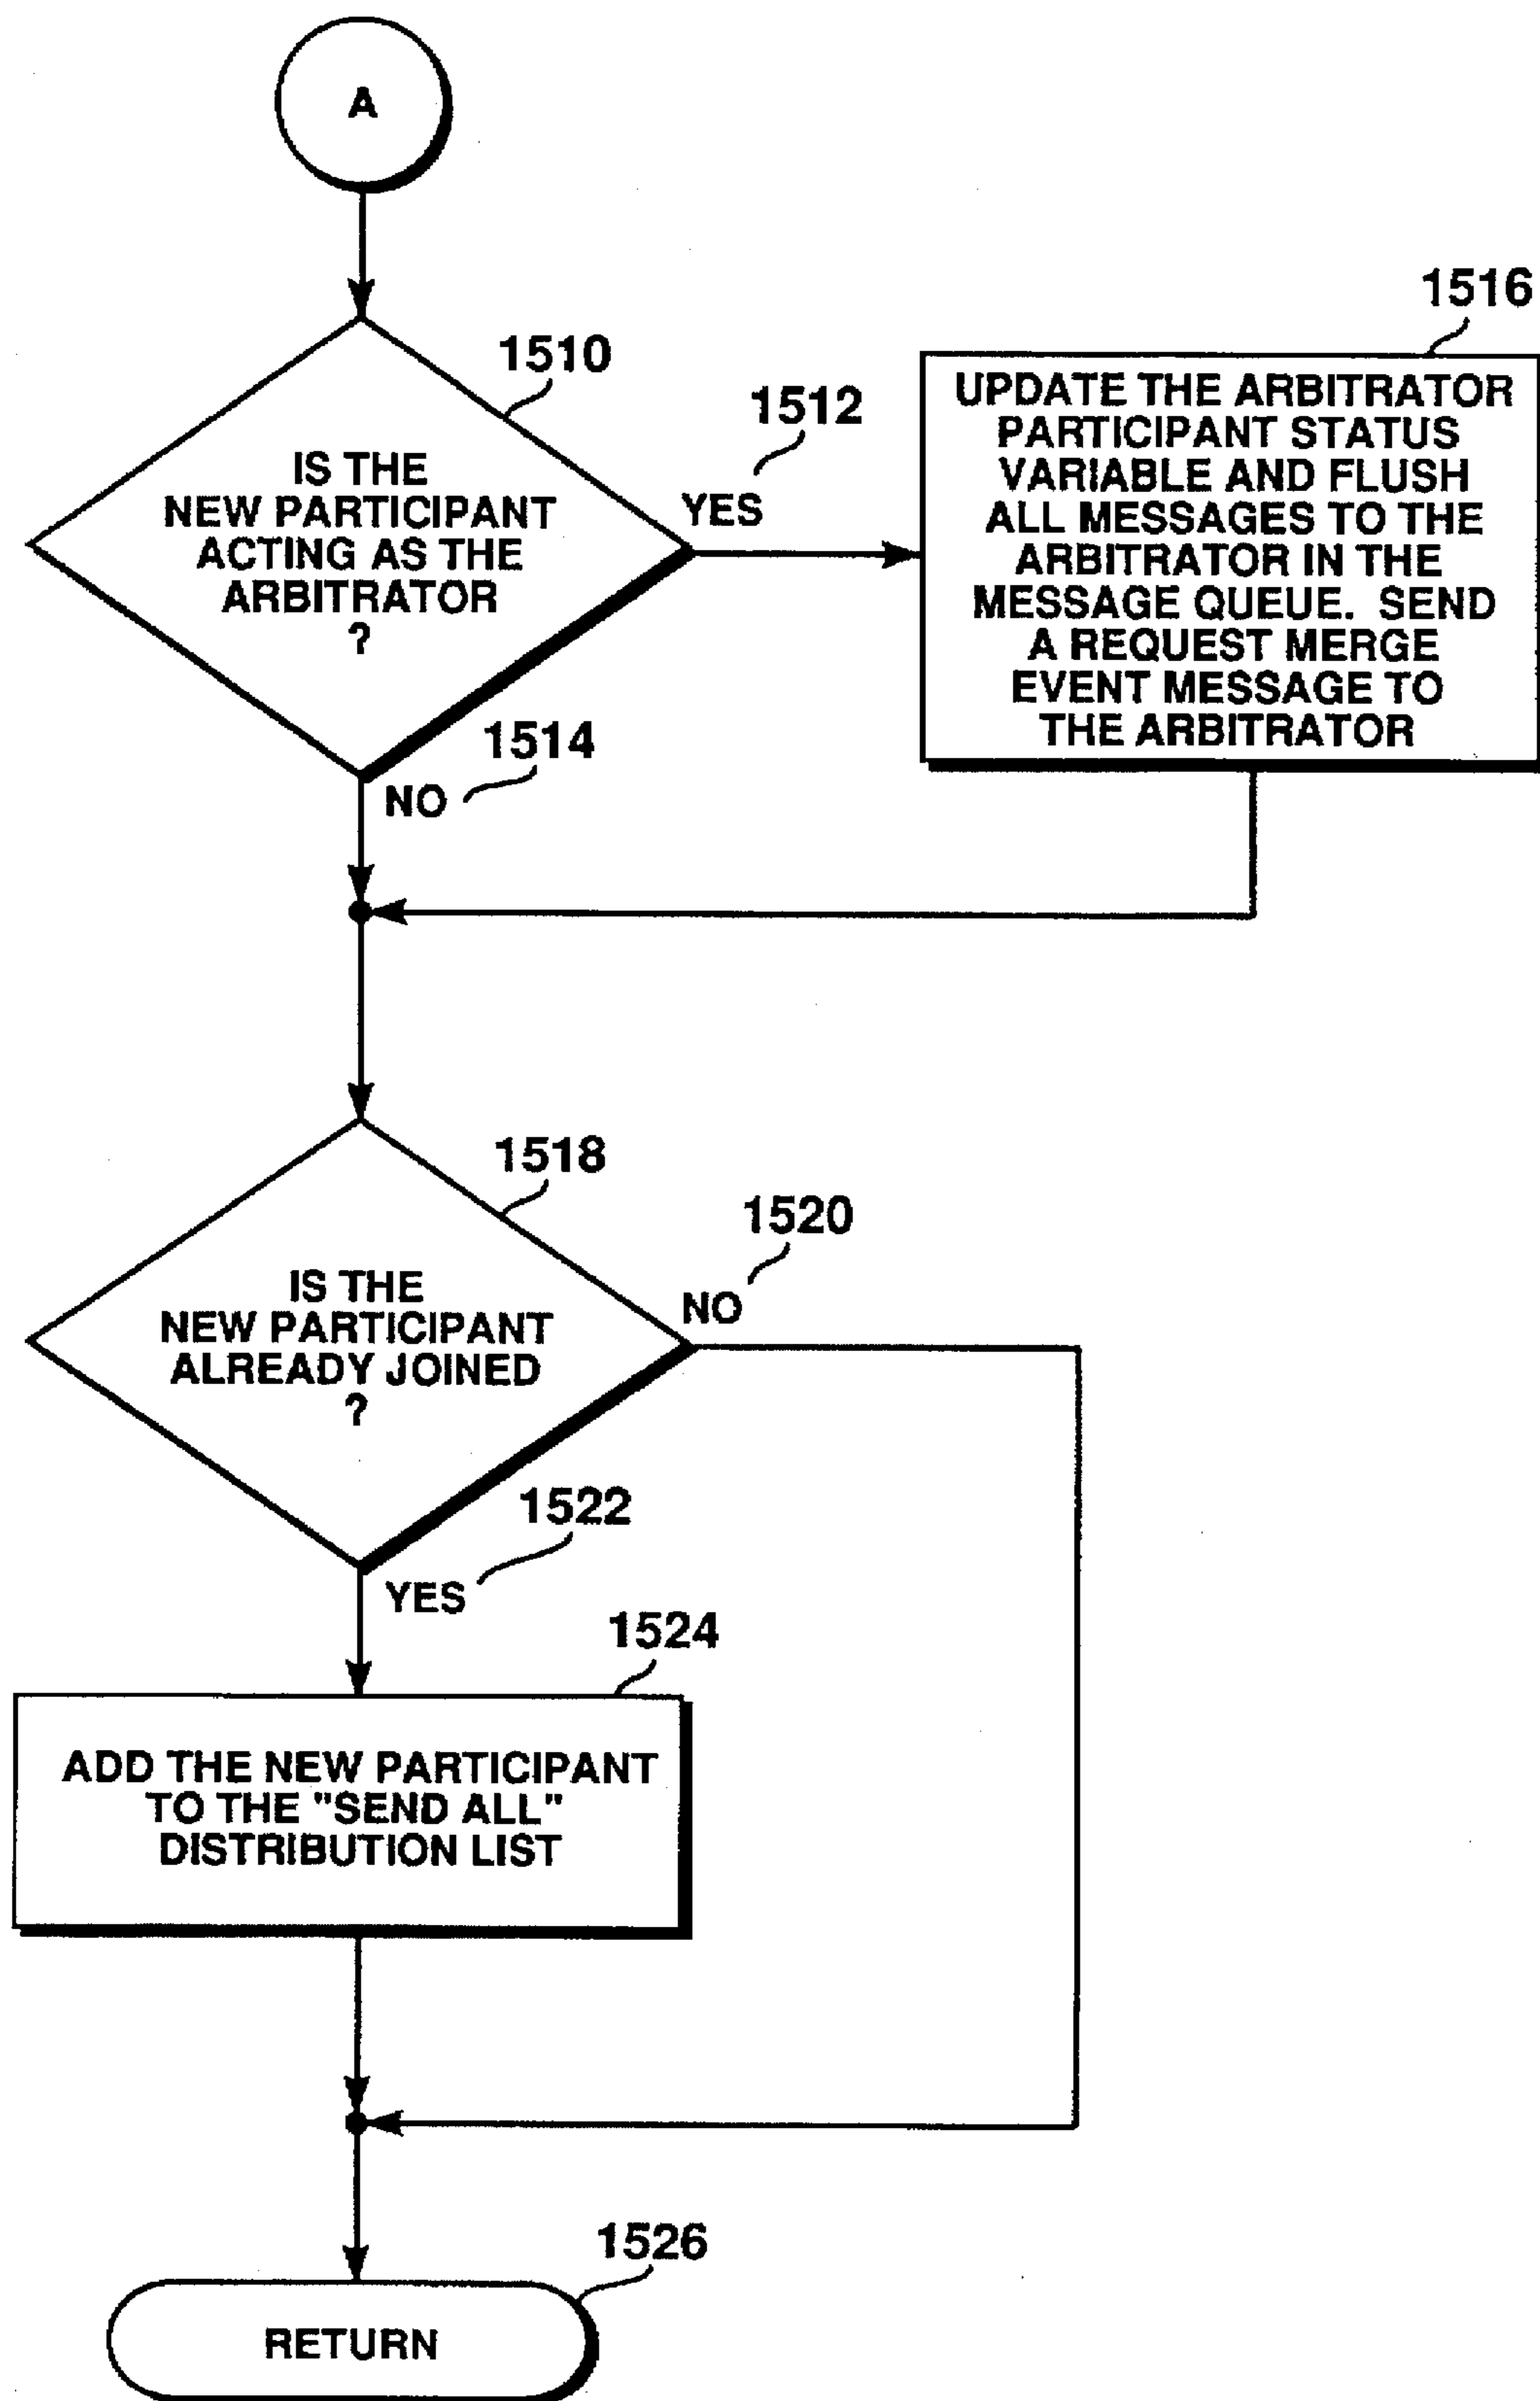 A
1510
IS THE
NEW PARTICIPANT
ACTING AS THE
ARBITRATOR
?
1512
YES
1516
UPDATE THE ARBITRATOR
PARTICIPANT STATUS
VARIABLE AND FLUSH
ALL MESSAGES TO THE
ARBITRATOR IN THE
MESSAGE QUEUE. SEND
A REQUEST MERGE
EVENT MESSAGE TO
THE ARBITRATOR
1514
NO
1518
IS THE
NEW PARTICIPANT
ALREADY JOINED
?
1520
NO
1522
YES
1524
ADD THE NEW PARTICIPANT
TO THE "SEND ALL"
DISTRIBUTION LIST
1526
RETURN